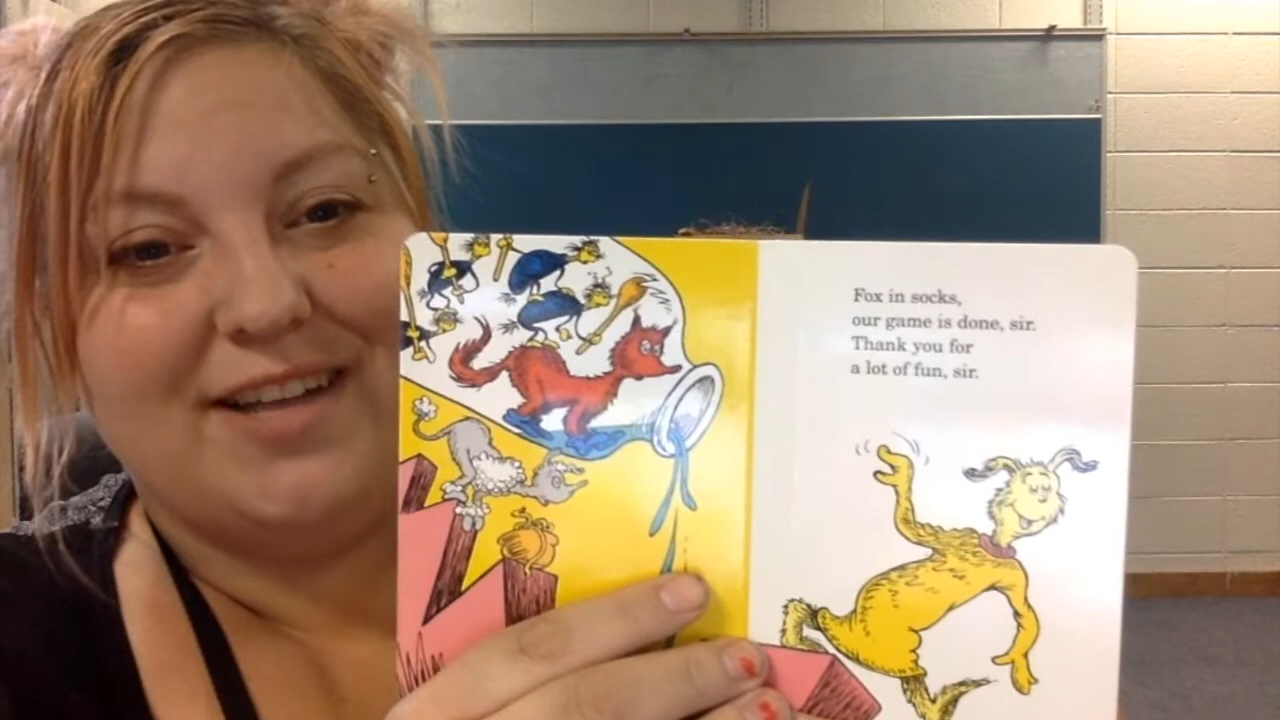 Fox in socks,
our game is done, sir.
Thank you for
a lot of fun, sir.